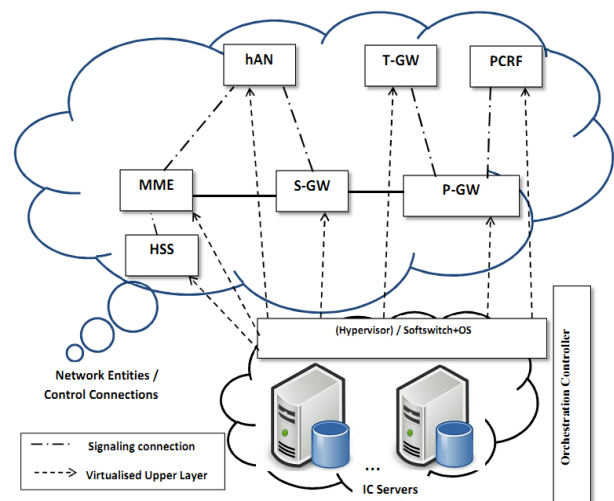 hAN
T-GW
PCRF
MME
S-GW
P-GW
HSS
(Hypervisor) / Softswitch+OS
Network Entities /
Control Connections
Orchestration Controller
Signaling connection
Virtualised Upper Layer
...
IC Servers